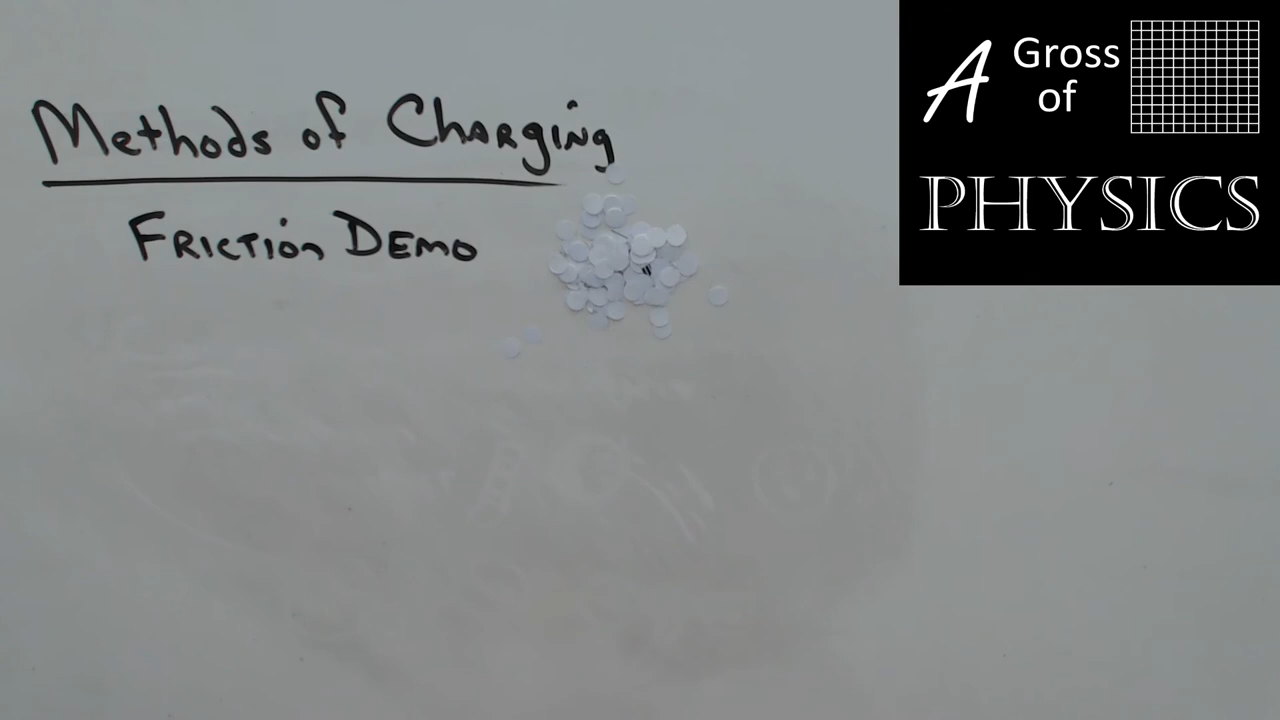 Methods of Charging
Friction Demo
A Gross
of
PHYSICS